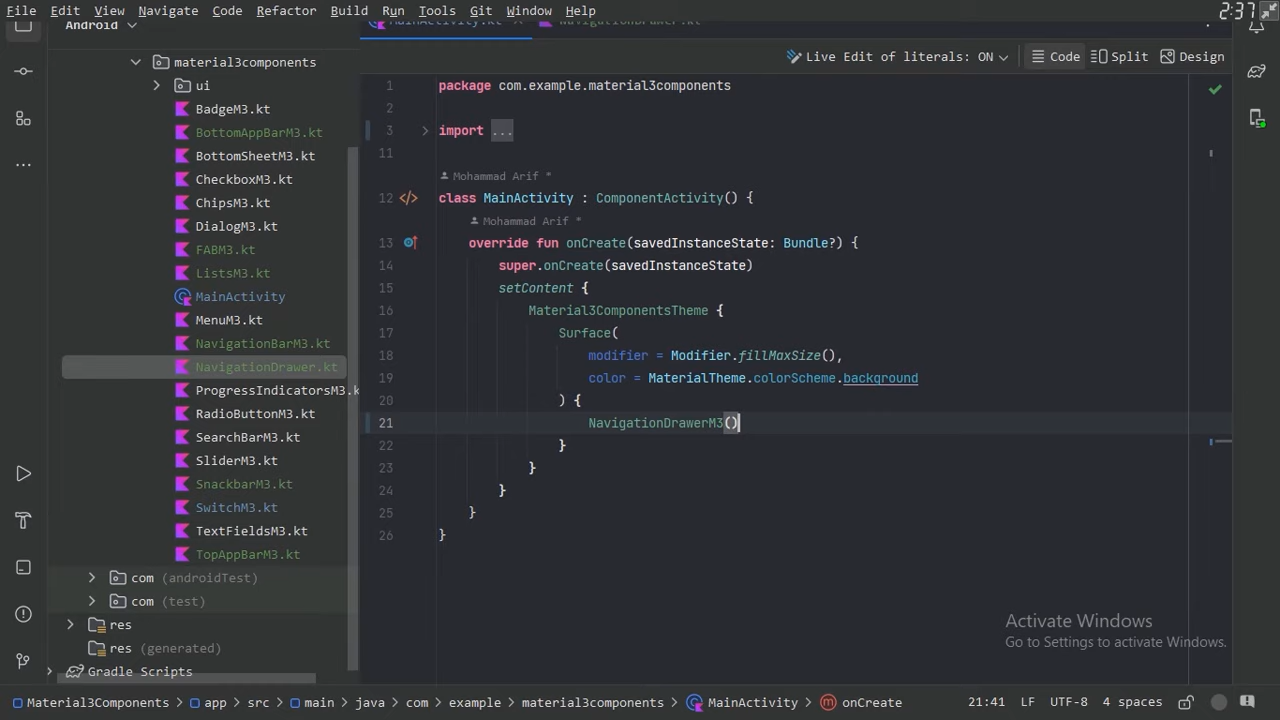 File Edit View Navigate Code Refactor Build Run Tools Git Window Help
2:37
Android
MainActivity.kt
NavigationDrawer.kt
Live Edit of literals: ON
Code
Split
Design
material3components
ui
BadgeM3.kt
BottomAppBarM3.kt
BottomSheetM3.kt
CheckboxM3.kt
ChipsM3.kt
DialogM3.kt
FABM3.kt
ListsM3.kt
MainActivity
MenuM3.kt
NavigationBarM3.kt
NavigationDrawer.kt
ProgressIndicatorsM3.k
RadioButtonM3.kt
SearchBarM3.kt
SliderM3.kt
SnackbarM3.kt
SwitchM3.kt
TextFieldsM3.kt
TopAppBarM3.kt
com (androidTest)
com (test)
res
res (generated)
Gradle Scripts
1 package com.example.material3components
2
3 import ...
11
Mohammad Arif *
12 class MainActivity : ComponentActivity() {
Mohammad Arif *
13 override fun onCreate(savedInstanceState: Bundle?) {
14 super.onCreate(savedInstanceState)
15 setContent {
16 Material3ComponentsTheme {
17 Surface(
18 modifier = Modifier.fillMaxSize(),
19 color = MaterialTheme.colorScheme.background
20 ) {
21 NavigationDrawerM3()
22 }
23 }
24 }
25 }
26 }
Activate Windows
Go to Settings to activate Windows.
Material3Components app src main java com example material3components MainActivity onCreate 21:41 LF UTF-8 4 spaces